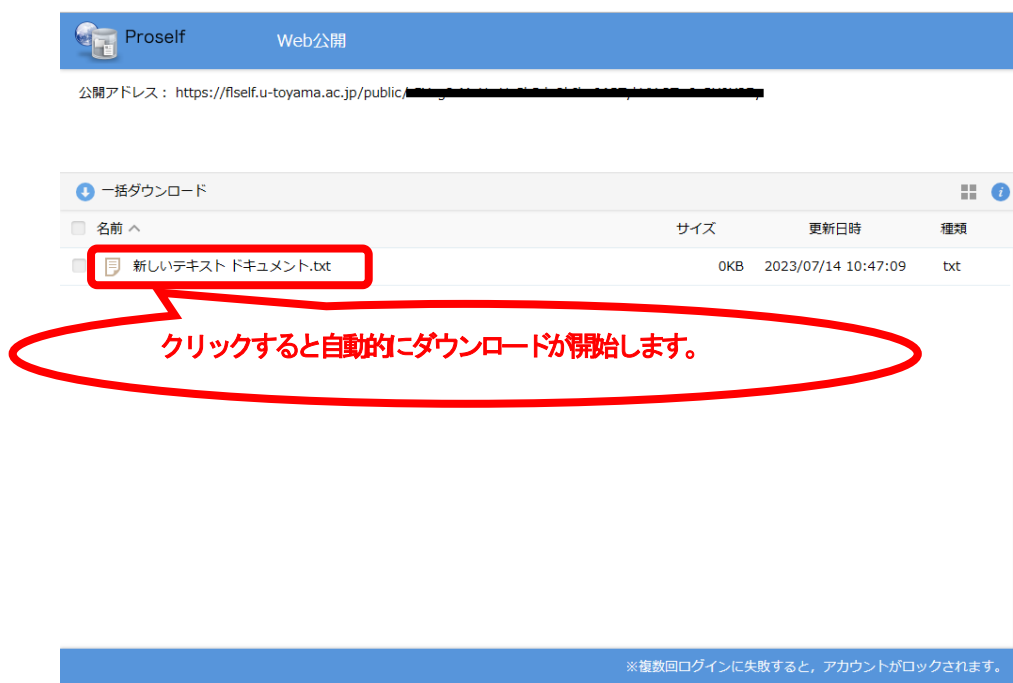 Proself Web公開
公開アドレス： https://flself.u-toyama.ac.jp/public/
一括ダウンロード
名前 サイズ 更新日時 種類
新しいテキスト ドキュメント.txt 0KB 2023/07/14 10:47:09 txt
クリックすると自動的にダウンロードが開始します。
※複数回ログインに失敗すると，アカウントがロックされます。